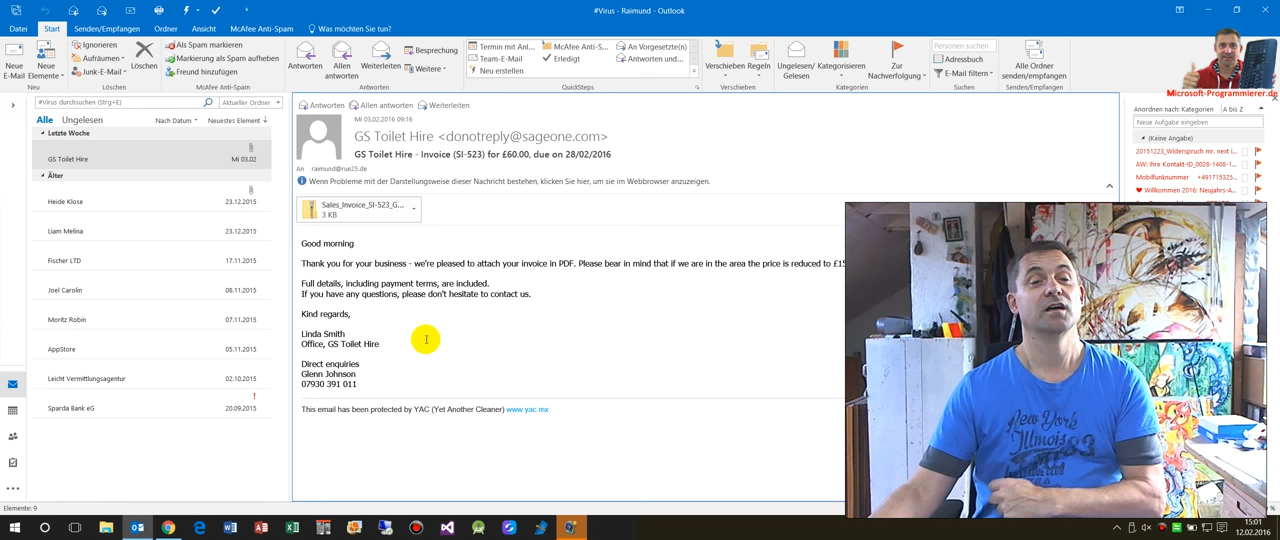 #Virus - Raimund - Outlook
Datei Start Senden/Empfangen Ordner Ansicht McAfee Anti-Spam Was möchten Sie tun?
Neue E-Mail
Neue Elemente
Ignorieren
Aufräumen
Junk-E-Mail
Löschen
Als Spam markieren
Markierung als Spam aufheben
Freund hinzufügen
Antworten
Allen antworten
Weiterleiten
Besprechung
Weitere
Termin mit Anl...
Team-E-Mail
Neu erstellen
McAfee Anti-S...
Erledigt
An Vorgesetzte(n)
Antworten und...
Verschieben
Regeln
Ungelesen/ Gelesen
Kategorisieren
Zur Nachverfolgung
Personen suchen
Adressbuch
E-Mail filtern
Alle Ordner senden/empfangen
Neu Löschen McAfee Anti-Spam Antworten QuickSteps Verschieben Kategorien Suchen Senden/Empfangen
Microsoft-Programmierer.de
#Virus durchsuchen (Strg+E) Aktueller Ordner
Alle Ungelesen Nach Datum Neuestes Element
Letzte Woche
GS Toilet Hire Mi 03.02
Älter
Heide Klose 23.12.2015
Liam Melina 23.12.2015
Fischer LTD 17.11.2015
Joel Carolin 08.11.2015
Moritz Robin 07.11.2015
AppStore 05.11.2015
Leicht Vermittlungsagentur 02.10.2015
Sparda Bank eG 20.09.2015
Antworten Allen antworten Weiterleiten
Mi 03.02.2016 09:16
GS Toilet Hire <donotreply@sageone.com>
GS Toilet Hire - Invoice (SI-523) for £60.00, due on 28/02/2016
An raimund@rue25.de
Wenn Probleme mit der Darstellungsweise dieser Nachricht bestehen, klicken Sie hier, um sie im Webbrowser anzuzeigen.
Sales_Invoice_SI-523_G...
3 KB
Good morning
Thank you for your business - we're pleased to attach your invoice in PDF. Please bear in mind that if we are in the area the price is reduced to £15
Full details, including payment terms, are included.
If you have any questions, please don't hesitate to contact us.
Kind regards,
Linda Smith
Office, GS Toilet Hire
Direct enquiries
Glenn Johnson
07930 391 011
This email has been protected by YAC (Yet Another Cleaner) www.yac.mx
Anordnen nach: Kategorien A bis Z
Neue Aufgabe eingeben
(Keine Angabe)
20151223_Widerspruch mr. next i...
AW: Ihre Kontakt-ID_0028-1408-1...
Mobilfunknummer +491715325...
Willkommen 2016: Neujahrs-A...
NEW YORK
Illinois
Elemente: 9
15:01
12.02.2016